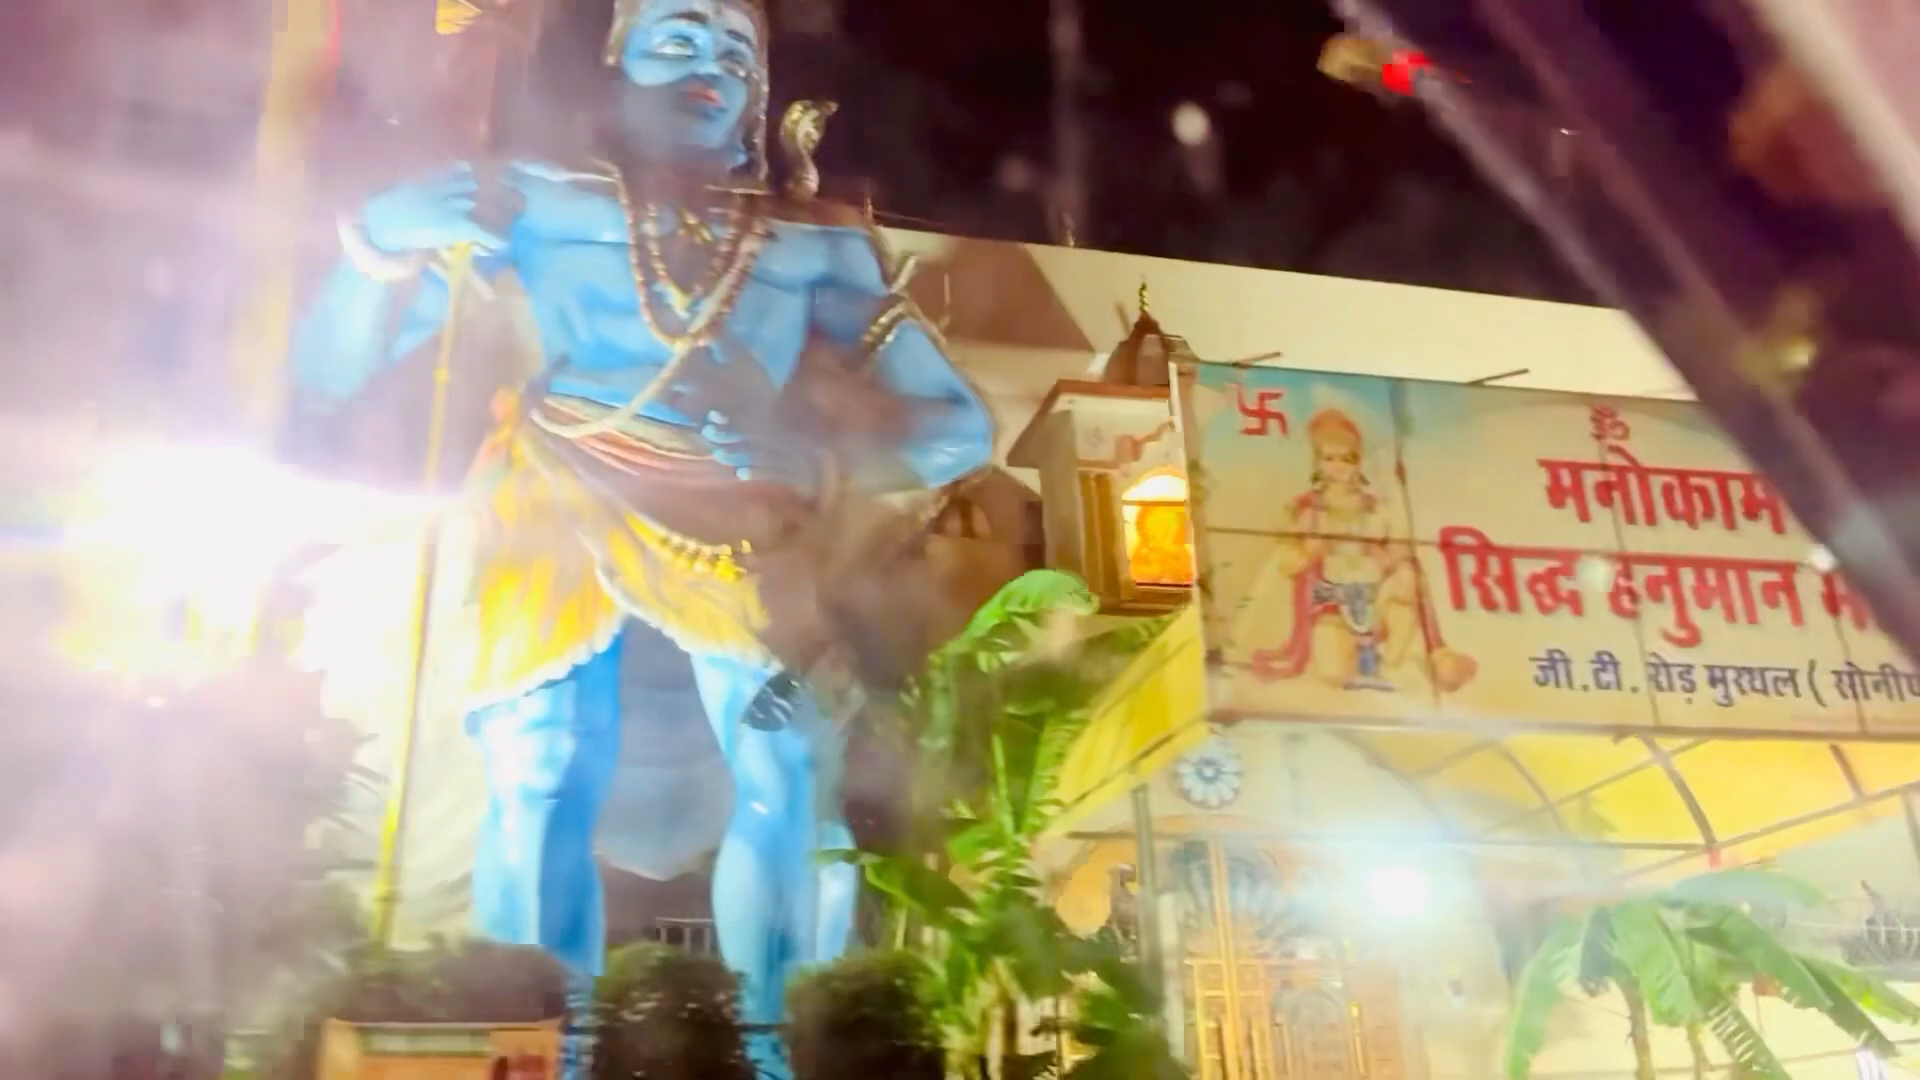 ॐ
मनोकाम
सिद्ध हनुमान
जी.टी. रोड़ मुरथल ( सोनीप